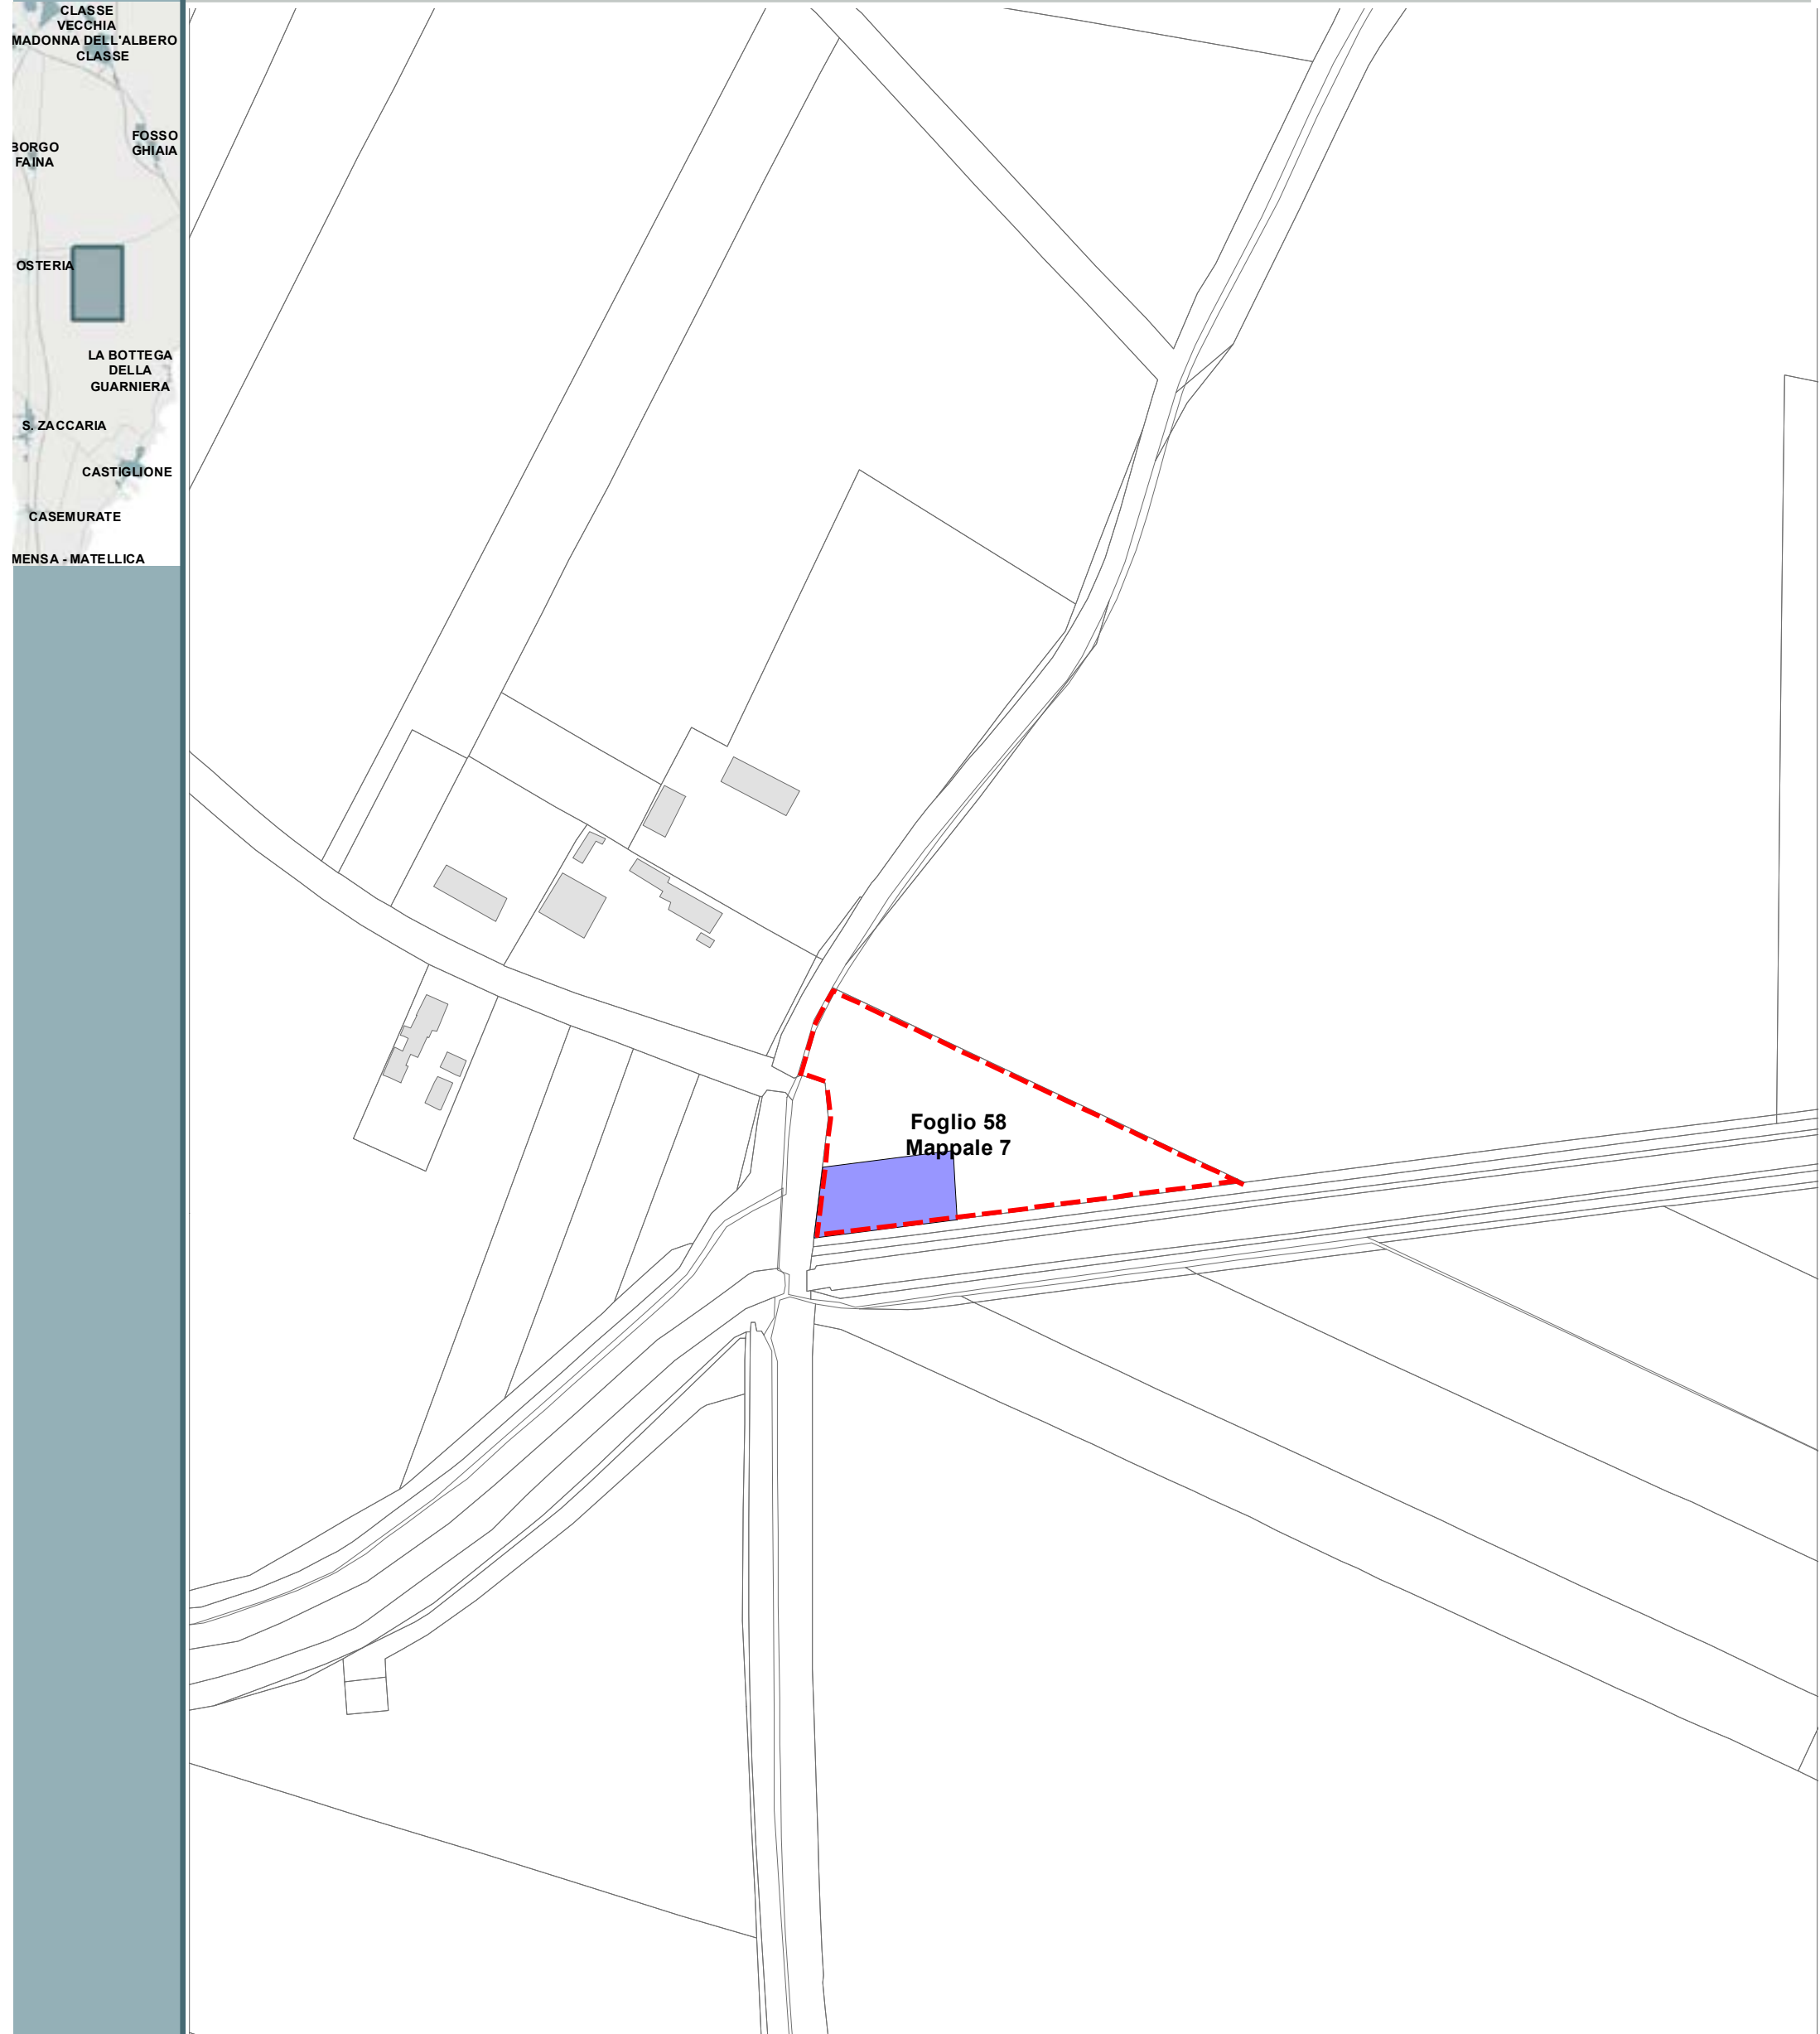 CLASSE
VECCHIA
MADONNA DELL'ALBERO
CLASSE
FOSSO
GHIAIA
BORGO
FAINA
OSTERIA
LA BOTTEGA
DELLA
GUARNIERA
S. ZACCARIA
CASTIGLIONE
CASEMURATE
MENSA - MATELLICA
Foglio 58
Mappale 7